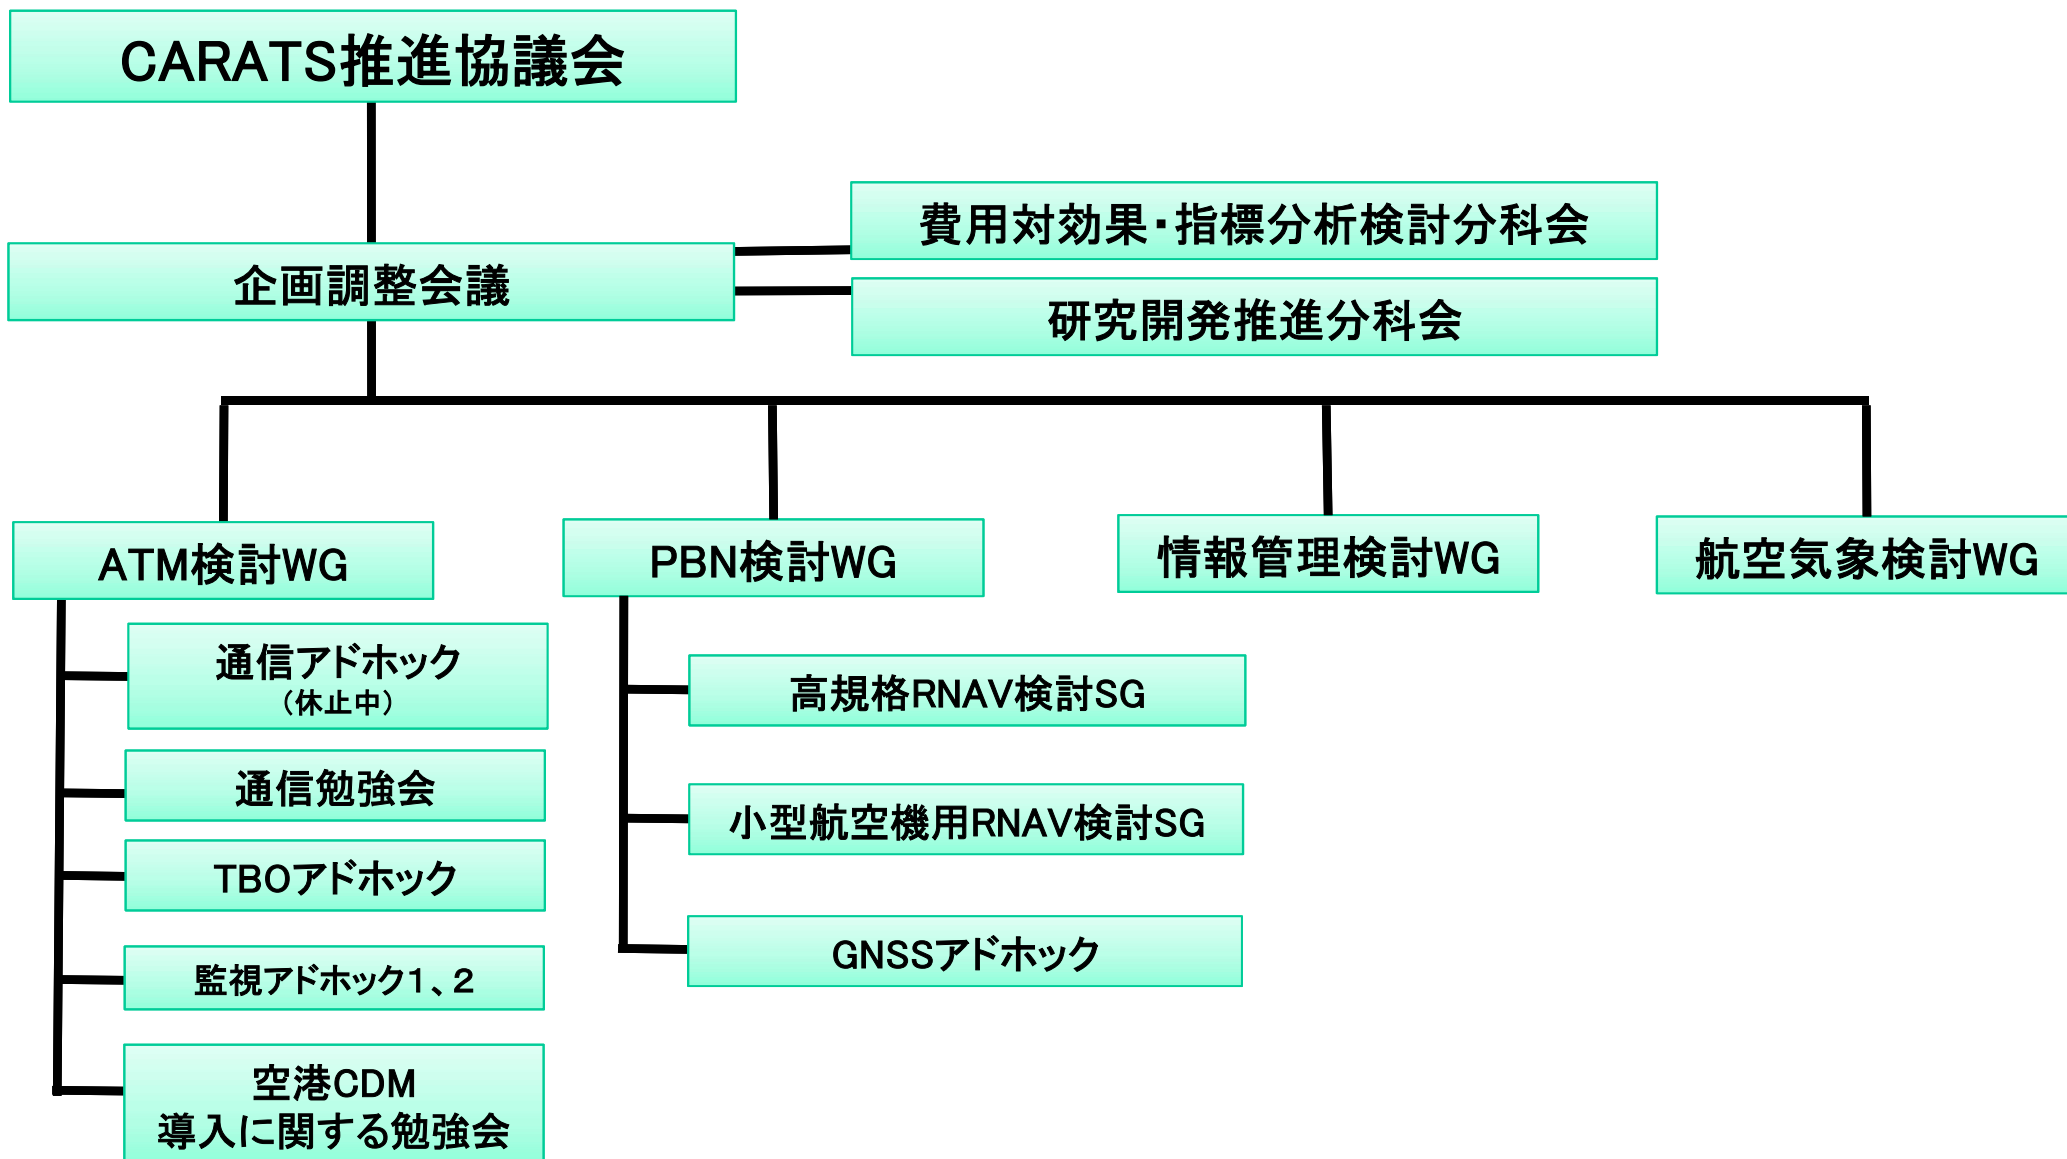 CARATS推進協議会
費用対効果・指標分析検討分科会
企画調整会議
研究開発推進分科会
ATM検討WG
PBN検討WG
情報管理検討WG
航空気象検討WG
通信アドホック
（休止中）
通信勉強会
TBOアドホック
監視アドホック１、２
空港CDM
導入に関する勉強会
高規格RNAV検討SG
小型航空機用RNAV検討SG
GNSSアドホック